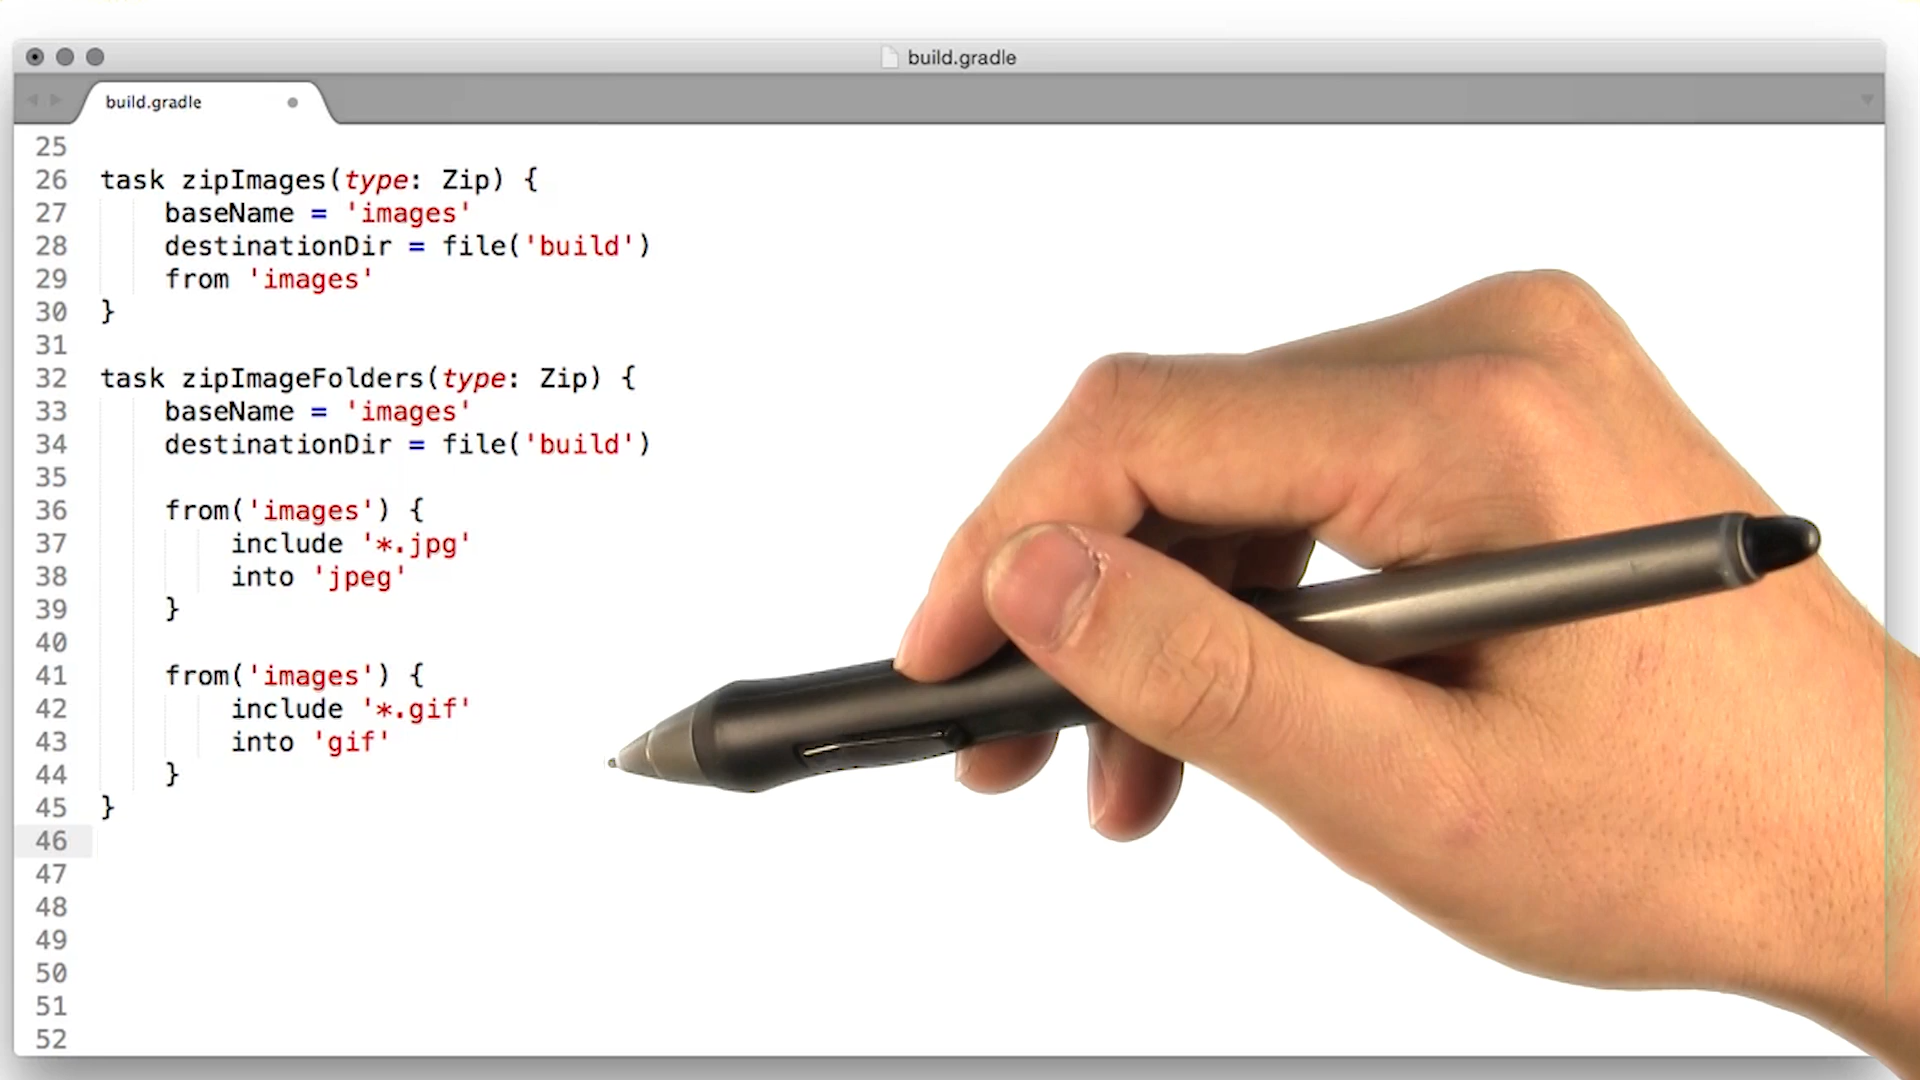 build.gradle
build.gradle
25
26 task zipImages(type: Zip) {
27 baseName = 'images'
28 destinationDir = file('build')
29 from 'images'
30 }
31
32 task zipImageFolders(type: Zip) {
33 baseName = 'images'
34 destinationDir = file('build')
35
36 from('images') {
37 include '*.jpg'
38 into 'jpeg'
39 }
40
41 from('images') {
42 include '*.gif'
43 into 'gif'
44 }
45 }
46
47
48
49
50
51
52